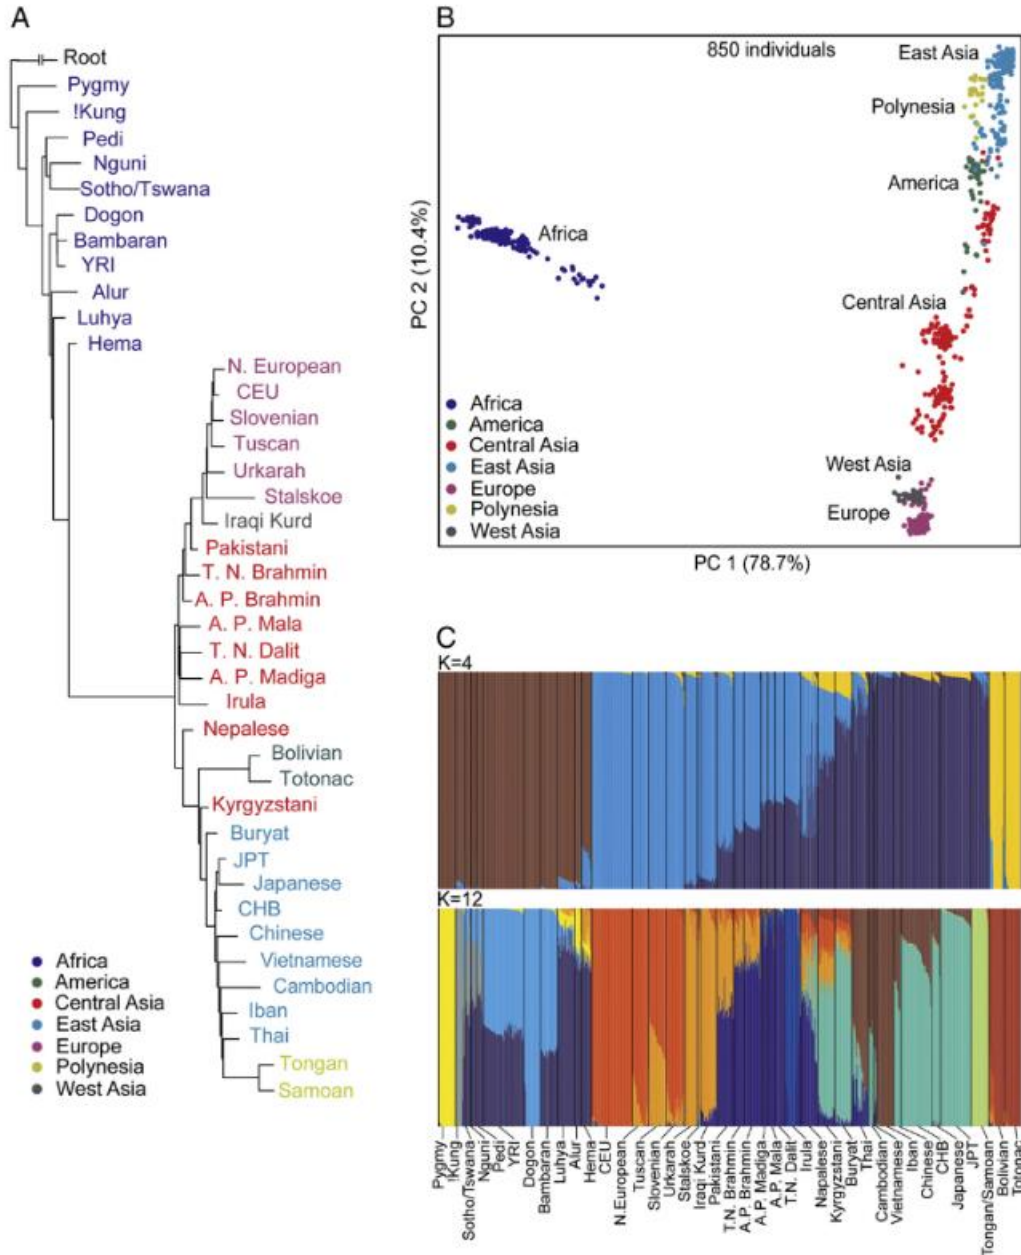 A
Root
Pygmy
!Kung
Pedi
Nguni
Sotho/Tswana
Dogon
Bambaran
YRI
Alur
Luhya
Hema
N. European
CEU
Slovenian
Tuscan
Urkarah
Stalskoe
Iraqi Kurd
Pakistani
T. N. Brahmin
A. P. Brahmin
A. P. Mala
T. N. Dalit
A. P. Madiga
Irula
Nepalese
Bolivian
Totonac
Kyrgyzstani
Buryat
JPT
Japanese
CHB
Chinese
Vietnamese
Cambodian
Iban
Thai
Tongan
Samoan
Africa
America
Central Asia
East Asia
Europe
Polynesia
West Asia
B
850 individuals
East Asia
Polynesia
America
Africa
Central Asia
West Asia
Europe
PC 2 (10.4%)
Africa
America
Central Asia
East Asia
Europe
Polynesia
West Asia
PC 1 (78.7%)
C
K=4
K=12
Pygmy
!Kung
Sotho/Tswana
Nguni
Pedi
YRI
Dogon
Bambaran
Luhya
Alur
Hema
CEU
N.European
Tuscan
Slovenian
Urkarah
Stalskoe
Iraqi Kurd
Pakistani
T.N. Brahmin
A.P. Brahmin
A.P. Madiga
A.P. Mala
T.N. Dalit
Irula
Napalese
Kyrgyzstani
Buryat
Thai
Cambodian
Vietnamese
Iban
Chinese
CHB
Japanese
JPT
Tongan/Samoan
Bolivian
Totonac